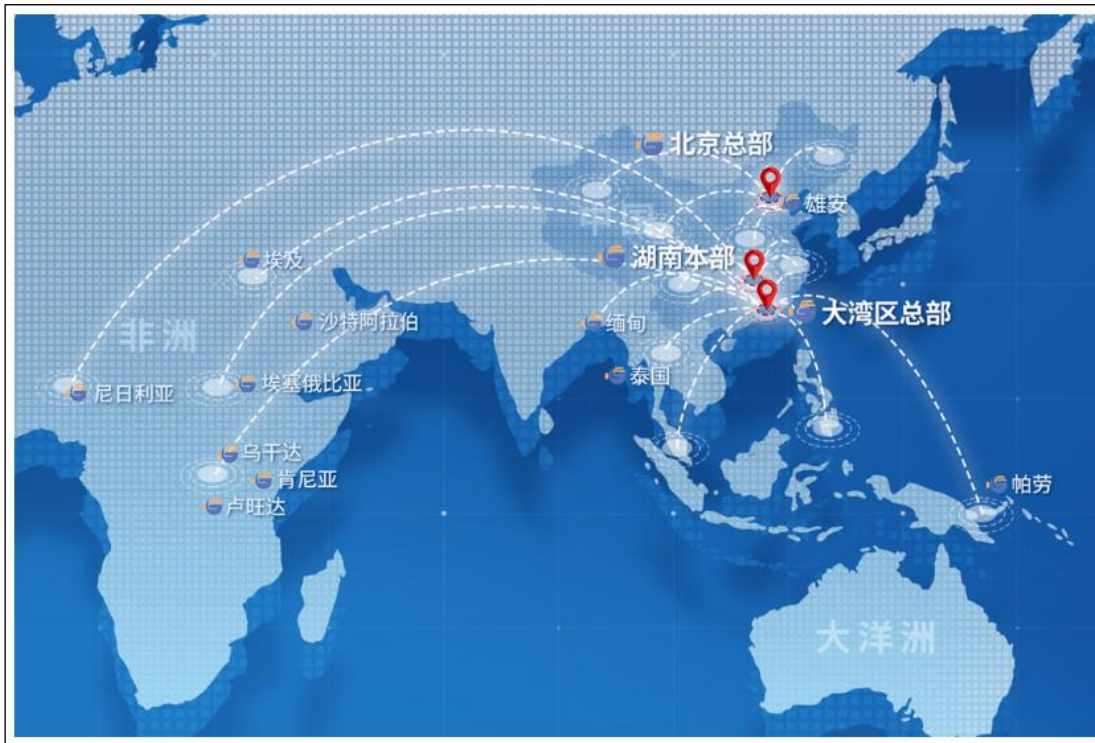 北京总部
雄安
中国
湖南本部
埃及
大湾区总部
沙特阿拉伯
缅甸
非洲
泰国
尼日利亚
埃塞俄比亚
乌干达
肯尼亚
卢旺达
帕劳
大洋洲